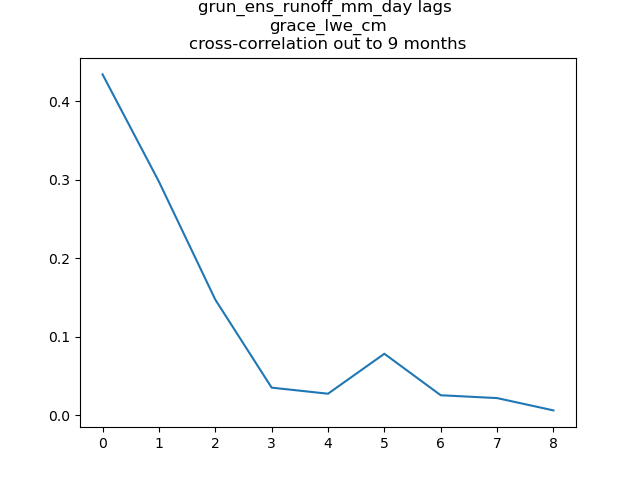 grun_ens_runoff_mm_day lags
grace_lwe_cm
cross-correlation out to 9 months
0.4
0.3
0.2
0.1
0.0
0 1 2 3 4 5 6 7 8